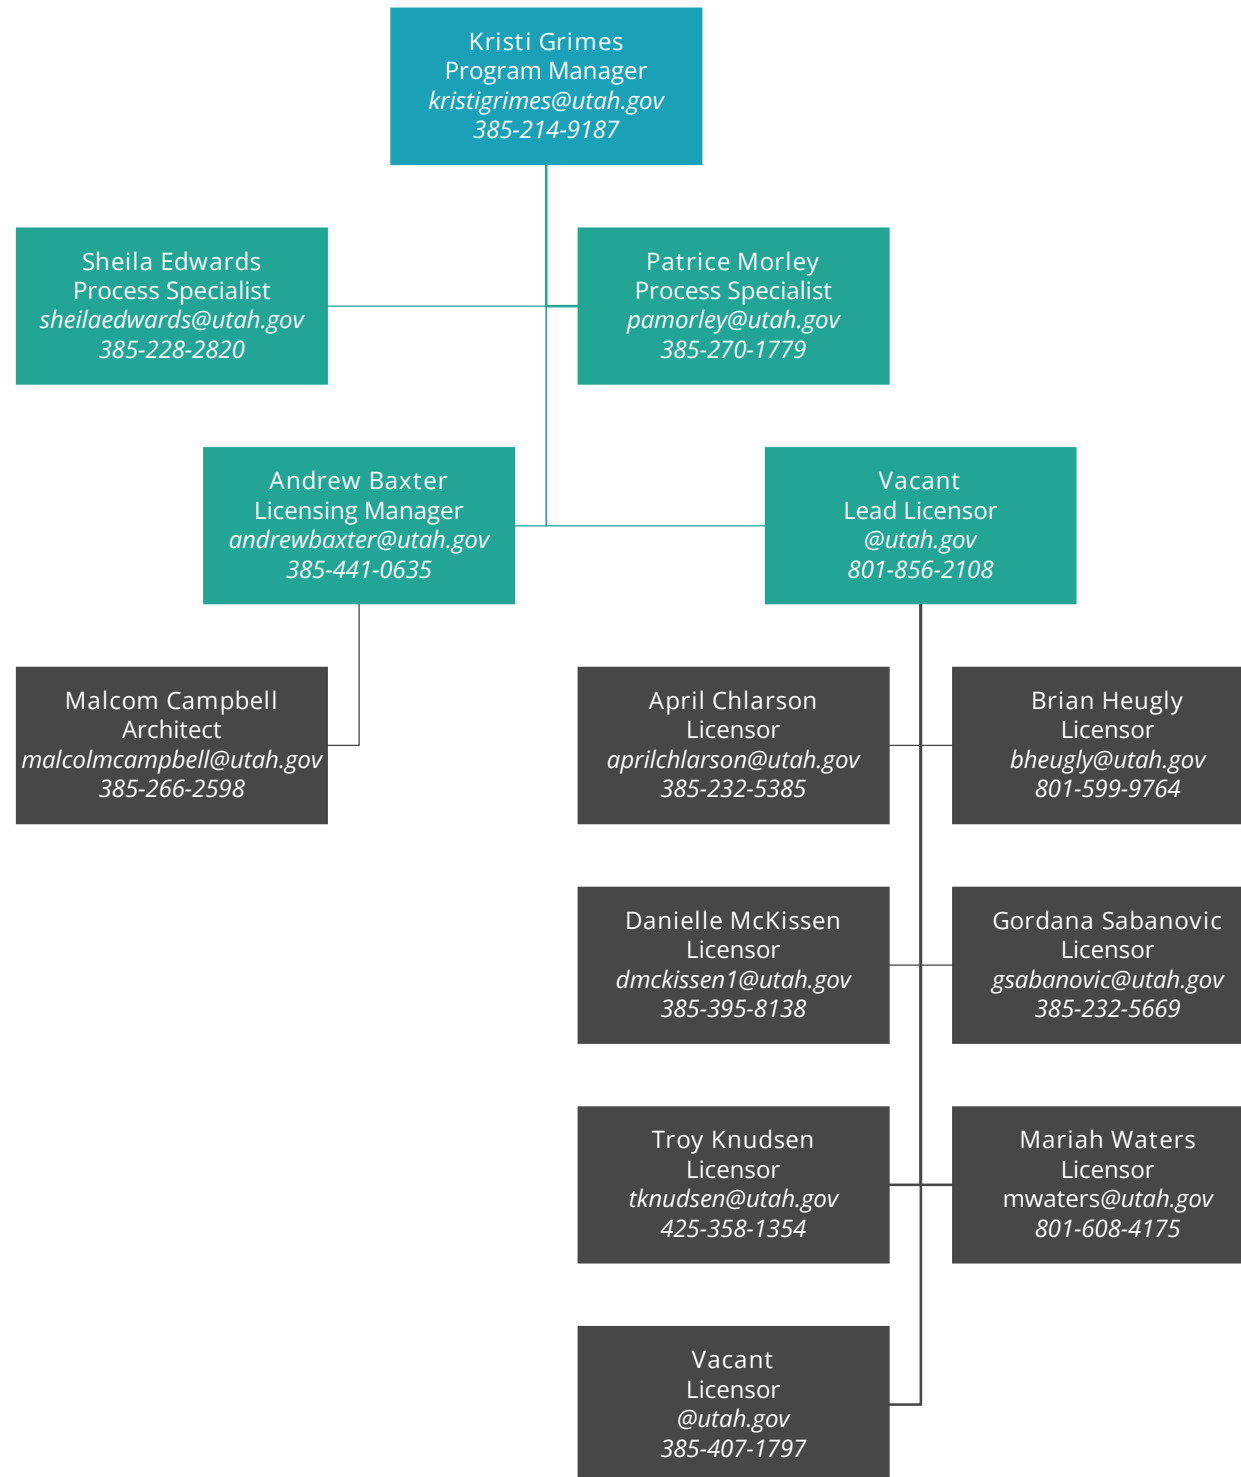 Kristi Grimes
Program Manager
kristigrimes@utah.gov
385-214-9187
Sheila Edwards
Process Specialist
sheilaedwards@utah.gov
385-228-2820
Patrice Morley
Process Specialist
pamorley@utah.gov
385-270-1779
Andrew Baxter
Licensing Manager
andrewbaxter@utah.gov
385-441-0635
Vacant
Lead Licensor
@utah.gov
801-856-2108
Malcom Campbell
Architect
malcolmcampbell@utah.gov
385-266-2598
April Chlarson
Licensor
aprilchlarson@utah.gov
385-232-5385
Brian Heugly
Licensor
bheugly@utah.gov
801-599-9764
Danielle McKissen
Licensor
dmckissen1@utah.gov
385-395-8138
Gordana Sabanovic
Licensor
gsabanovic@utah.gov
385-232-5669
Troy Knudsen
Licensor
tknudsen@utah.gov
425-358-1354
Mariah Waters
Licensor
mwaters@utah.gov
801-608-4175
Vacant
Licensor
@utah.gov
385-407-1797